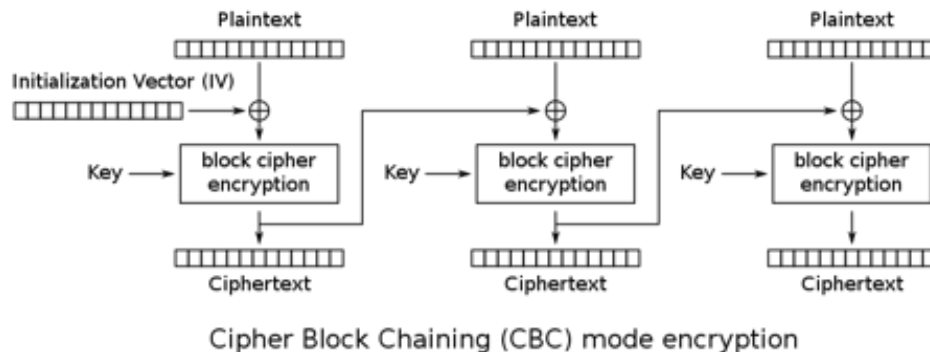 Plaintext
Plaintext
Plaintext
Initialization Vector (IV)
Key
block cipher
encryption
Key
block cipher
encryption
Key
block cipher
encryption
Ciphertext
Ciphertext
Ciphertext
Cipher Block Chaining (CBC) mode encryption